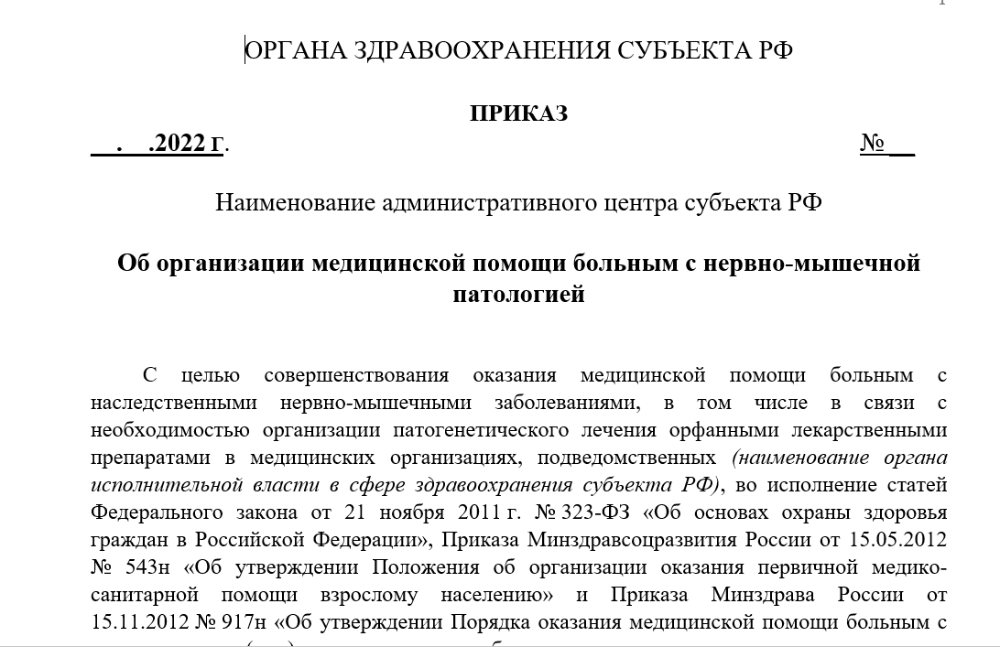 ОРГАНА ЗДРАВООХРАНЕНИЯ СУБЪЕКТА РФ
ПРИКАЗ
__.__.2022 г. № __
Наименование административного центра субъекта РФ
Об организации медицинской помощи больным с нервно-мышечной
патологией
С целью совершенствования оказания медицинской помощи больным с
наследственными нервно-мышечными заболеваниями, в том числе в связи с
необходимостью организации патогенетического лечения орфанными лекарственными
препаратами в медицинских организациях, подведомственных (наименование органа
исполнительной власти в сфере здравоохранения субъекта РФ), во исполнение статей
Федерального закона от 21 ноября 2011 г. № 323-ФЗ «Об основах охраны здоровья
граждан в Российской Федерации», Приказа Минздравсоцразвития России от 15.05.2012
№ 543н «Об утверждении Положения об организации оказания первичной медико-
санитарной помощи взрослому населению» и Приказа Минздрава России от
15.11.2012 № 917н «Об утверждении Порядка оказания медицинской помощи больным с